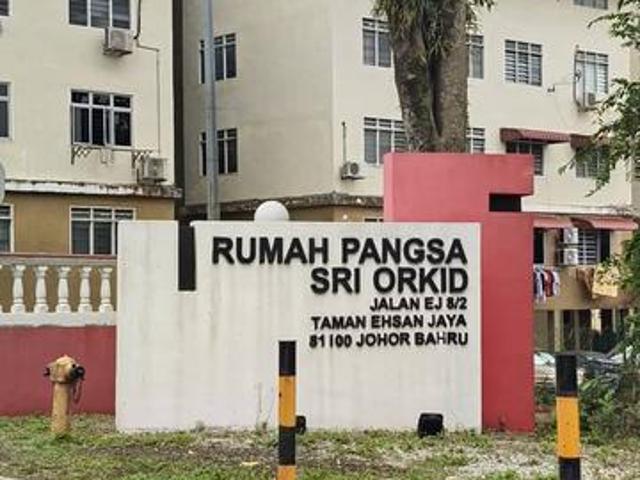 RUMAH PANGSA
SRI ORKID
JALAN EJ 8/2
TAMAN EHSAN JAYA
81100 JOHOR BAHRU